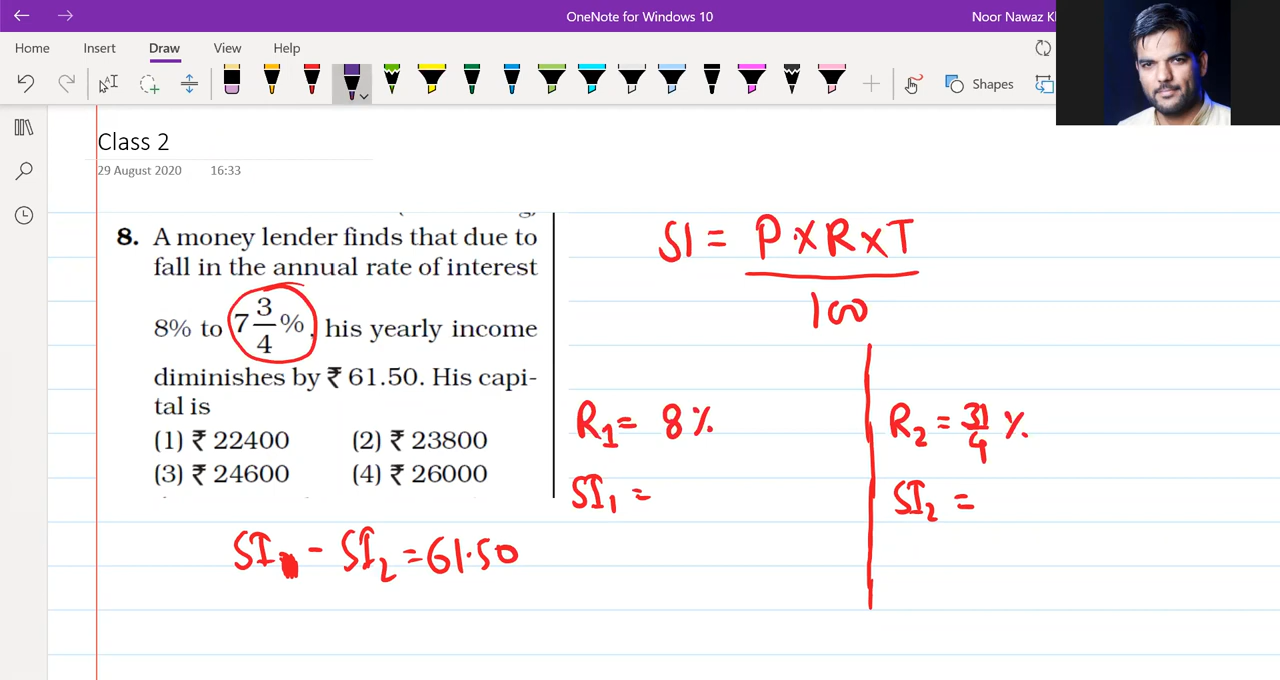 OneNote for Windows 10
Noor Nawaz Kh
Home Insert Draw View Help
Shapes
Class 2
29 August 2020 16:33
8. A money lender finds that due to
fall in the annual rate of interest
8% to 7 3/4 %, his yearly income
diminishes by ₹ 61.50. His capi-
tal is
(1) ₹ 22400 (2) ₹ 23800
(3) ₹ 24600 (4) ₹ 26000
SI = P × R × T / 100
R1 = 8 %
SI1 =
R2 = 31/4 %
SI2 =
SI1 - SI2 = 61.50